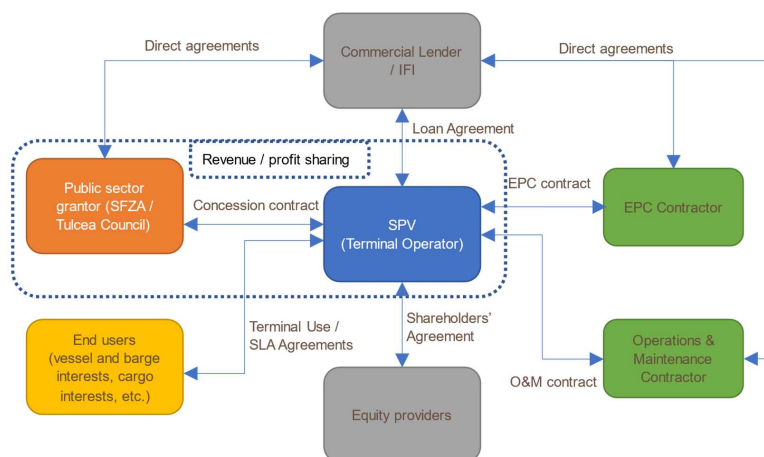 Direct agreements
Commercial Lender
/ IFI
Direct agreements
Loan Agreement
Revenue / profit sharing
Public sector
grantor (SFZA /
Tulcea Council)
Concession contract
SPV
(Terminal Operator)
EPC contract
EPC Contractor
End users
(vessel and barge
interests, cargo
interests, etc.)
Terminal Use /
SLA Agreements
Shareholders'
Agreement
Operations &
Maintenance
Contractor
O&M contract
Equity providers